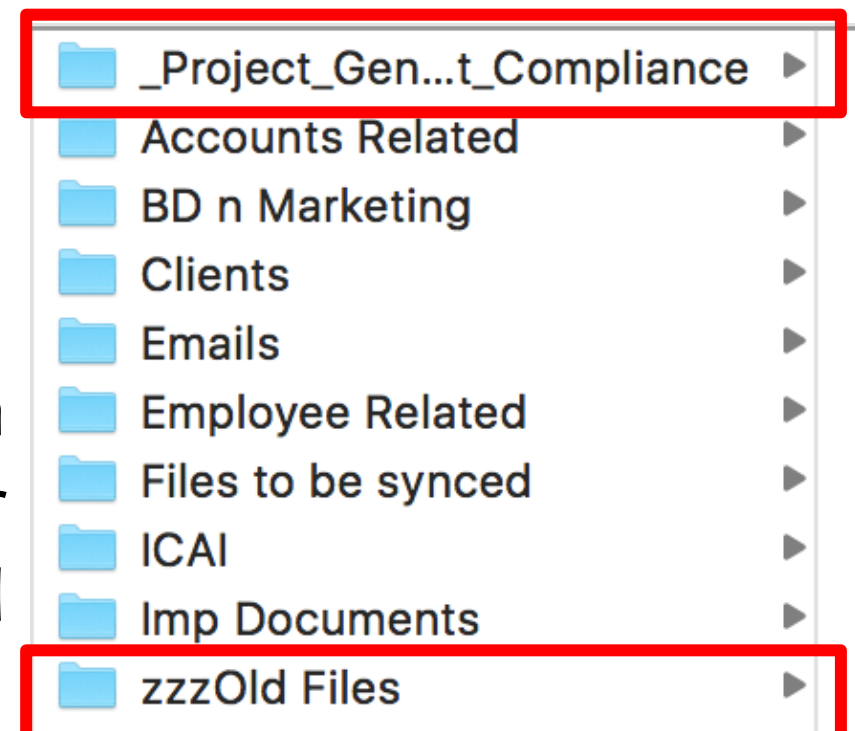 _Project_Gen...t_Compliance
Accounts Related
BD n Marketing
Clients
Emails
Employee Related
Files to be synced
ICAI
Imp Documents
zzzOld Files